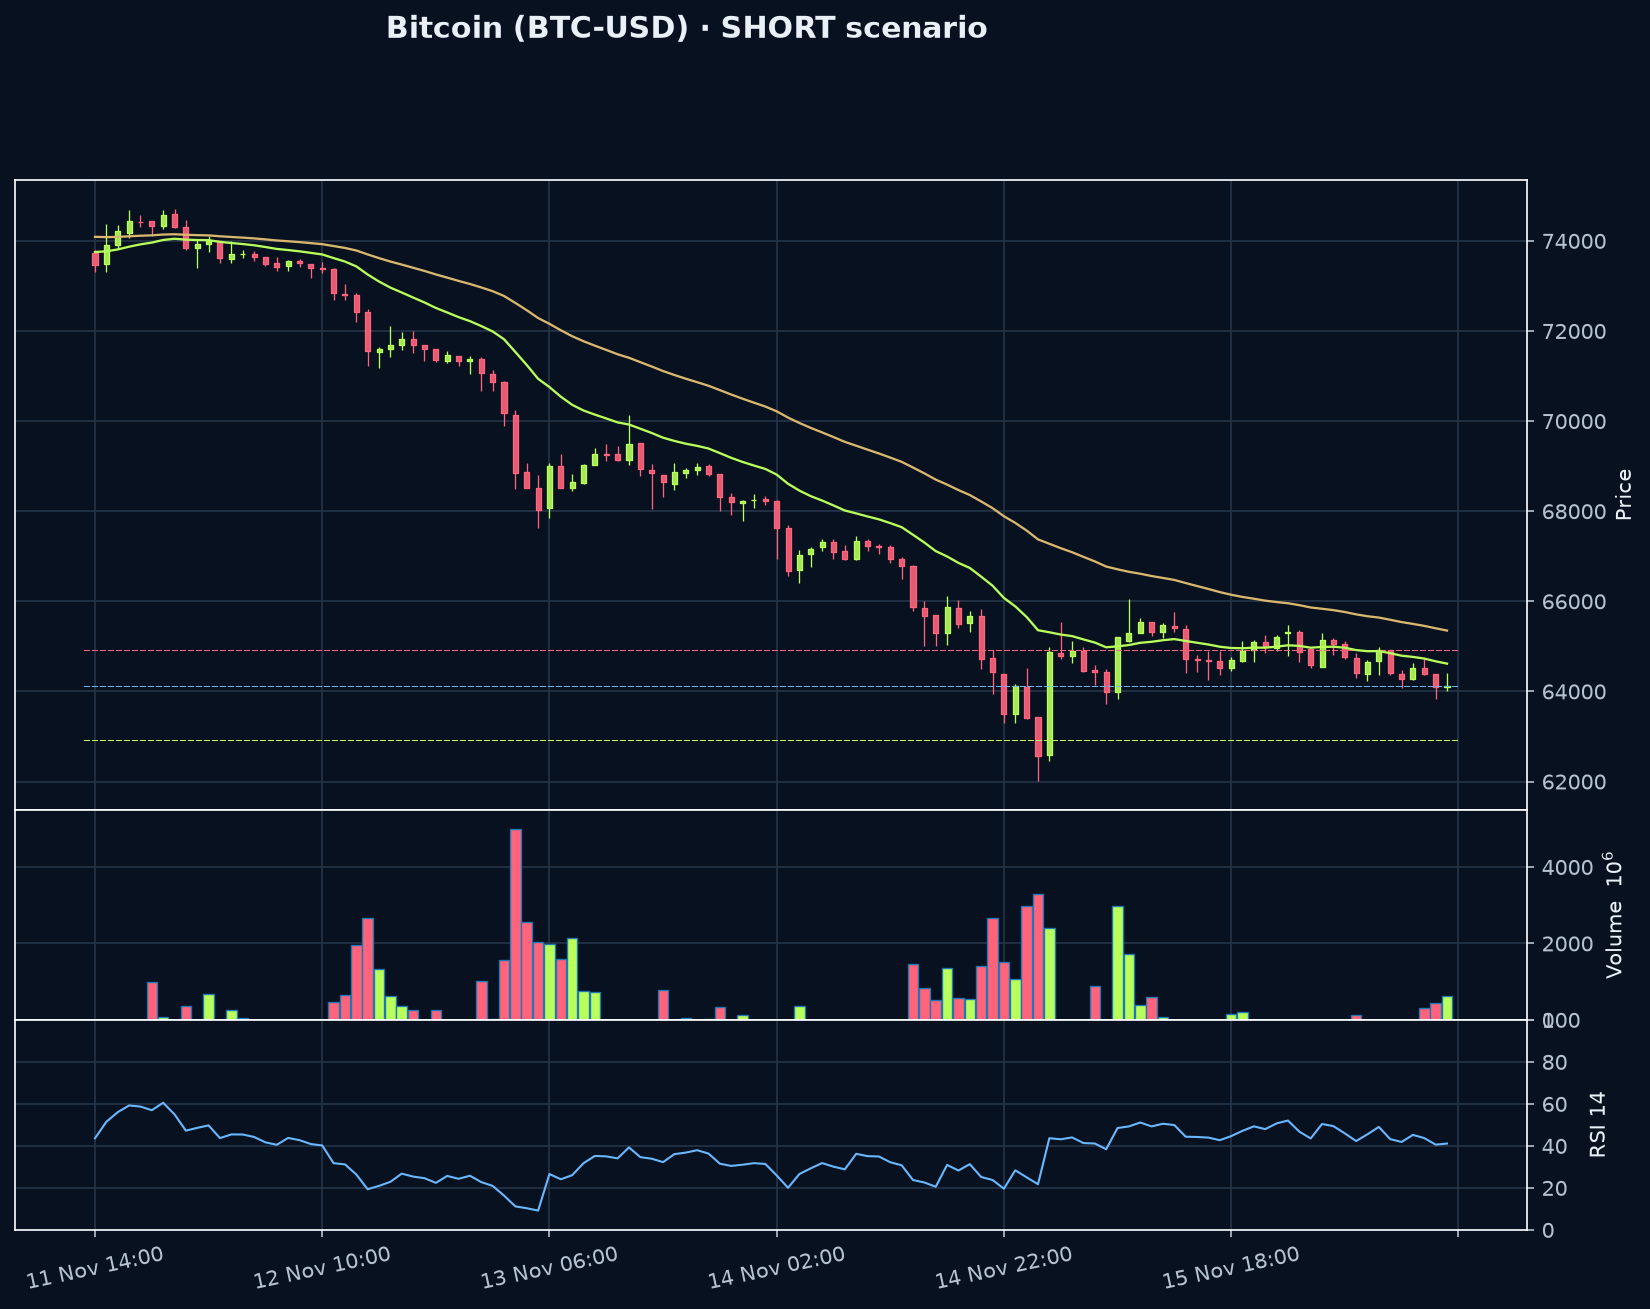 Bitcoin (BTC-USD) · SHORT scenario
74000
72000
70000
68000
66000
64000
62000
Price
4000
2000
0
Volume 10⁶
100
80
60
40
20
0
RSI 14
11 Nov 14:00
12 Nov 10:00
13 Nov 06:00
14 Nov 02:00
14 Nov 22:00
15 Nov 18:00